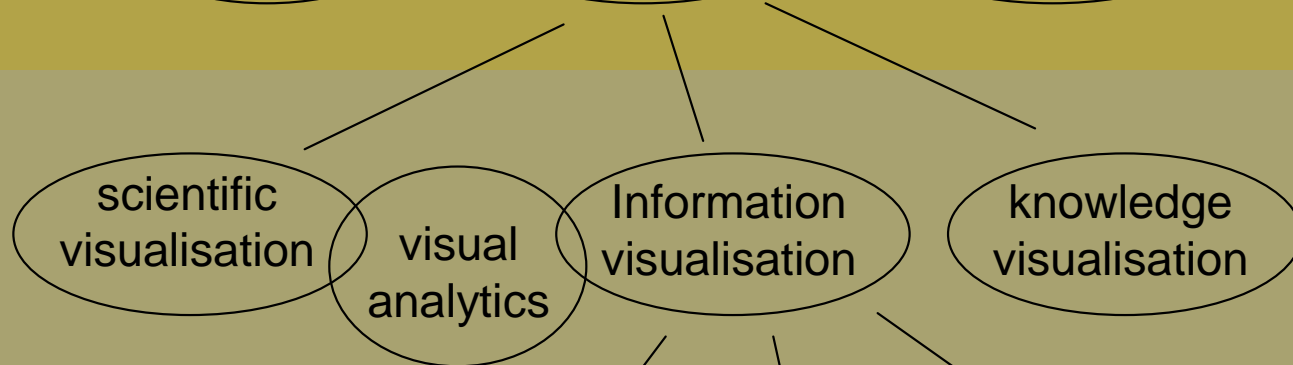 scientific
visualisation
visual
analytics
Information
visualisation
knowledge
visualisation